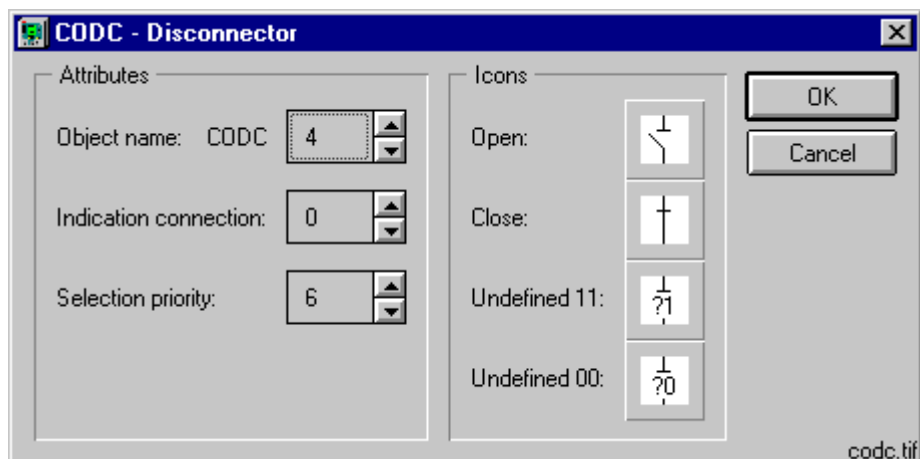 CODC - Disconnector
Attributes
Object name: CODC 4
Indication connection: 0
Selection priority: 6
Icons
Open:
Close:
Undefined 11: ?1
Undefined 00: ?0
OK
Cancel
codc.tif